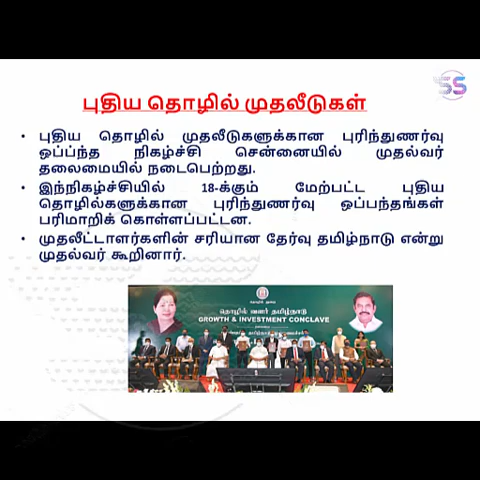 SS
புதிய தொழில் முதலீடுகள்
• புதிய தொழில் முதலீடுகளுக்கான புரிந்துணர்வு
ஒப்ப்ந்த நிகழ்ச்சி சென்னையில் முதல்வர்
தலைமையில் நடைபெற்றது.
• இந்நிகழ்ச்சியில் 18-க்கும் மேற்பட்ட புதிய
தொழில்களுக்கான புரிந்துணர்வு ஒப்பந்தங்கள்
பரிமாறிக் கொள்ளப்பட்டன.
• முதலீட்டாளர்களின் சரியான தேர்வு தமிழ்நாடு என்று
முதல்வர் கூறினார்.
தொழில் வளர் தமிழ்நாடு
GROWTH & INVESTMENT CONCLAVE